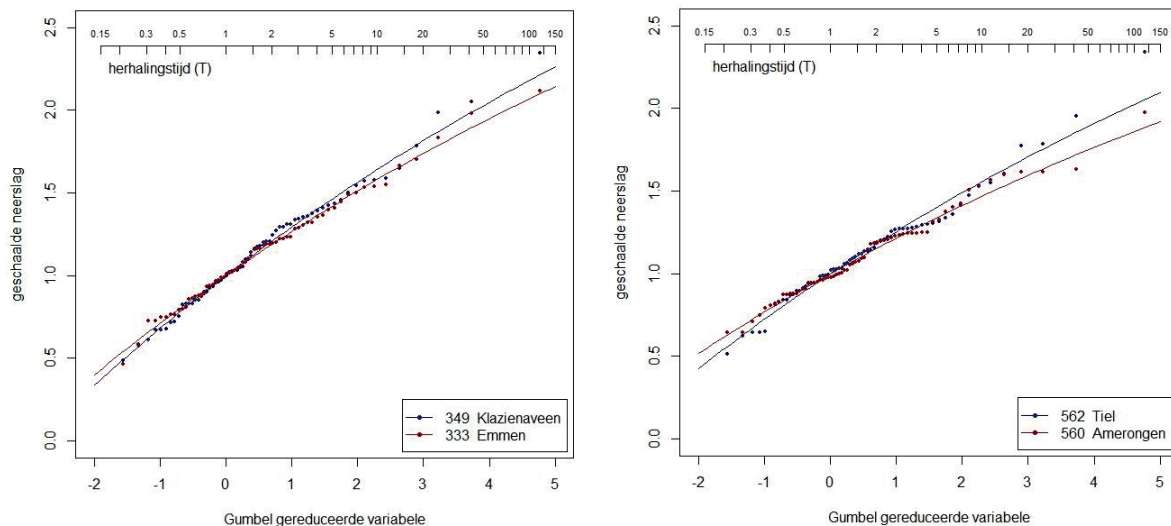 2.5
0.15 0.3 0.5 1 2 5 10 20 50 100 150
herhalingstijd (T)
2.0
1.5
1.0
0.5
0.0
geschaalde neerslag
349 Klazienaveen
333 Emmen
-2 -1 0 1 2 3 4 5
Gumbel gereduceerde variabele
2.5
0.15 0.3 0.5 1 2 5 10 20 50 100 150
herhalingstijd (T)
2.0
1.5
1.0
0.5
0.0
geschaalde neerslag
562 Tiel
560 Amerongen
-2 -1 0 1 2 3 4 5
Gumbel gereduceerde variabele